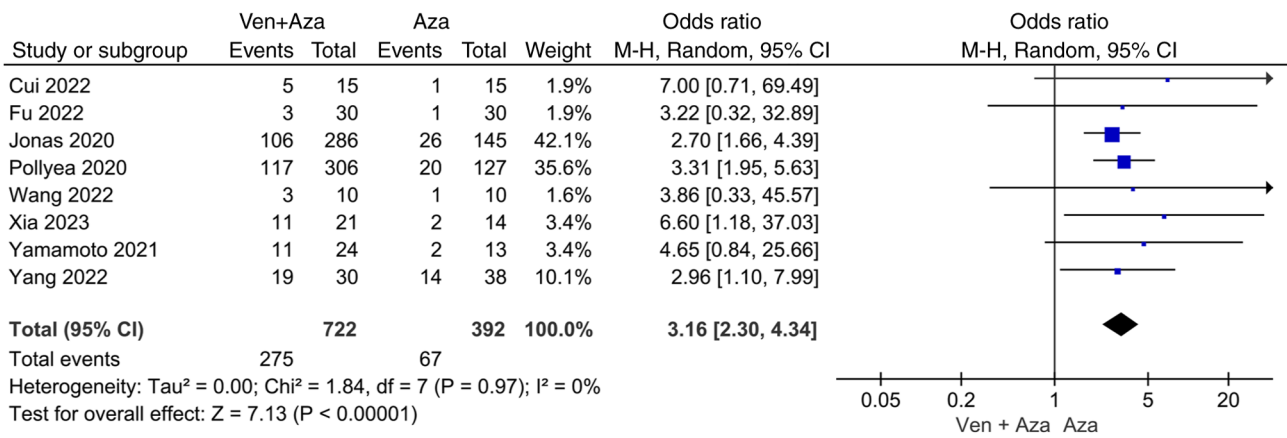 Ven+Aza Aza Odds ratio Odds ratio
Study or subgroup Events Total Events Total Weight M-H, Random, 95% CI M-H, Random, 95% CI
Cui 2022 5 15 1 15 1.9% 7.00 [0.71, 69.49]
Fu 2022 3 30 1 30 1.9% 3.22 [0.32, 32.89]
Jonas 2020 106 286 26 145 42.1% 2.70 [1.66, 4.39]
Pollyea 2020 117 306 20 127 35.6% 3.31 [1.95, 5.63]
Wang 2022 3 10 1 10 1.6% 3.86 [0.33, 45.57]
Xia 2023 11 21 2 14 3.4% 6.60 [1.18, 37.03]
Yamamoto 2021 11 24 2 13 3.4% 4.65 [0.84, 25.66]
Yang 2022 19 30 14 38 10.1% 2.96 [1.10, 7.99]
Total (95% CI) 722 392 100.0% 3.16 [2.30, 4.34]
Total events 275 67
Heterogeneity: Tau² = 0.00; Chi² = 1.84, df = 7 (P = 0.97); I² = 0%
Test for overall effect: Z = 7.13 (P < 0.00001)
0.05 0.2 1 5 20
Ven + Aza Aza